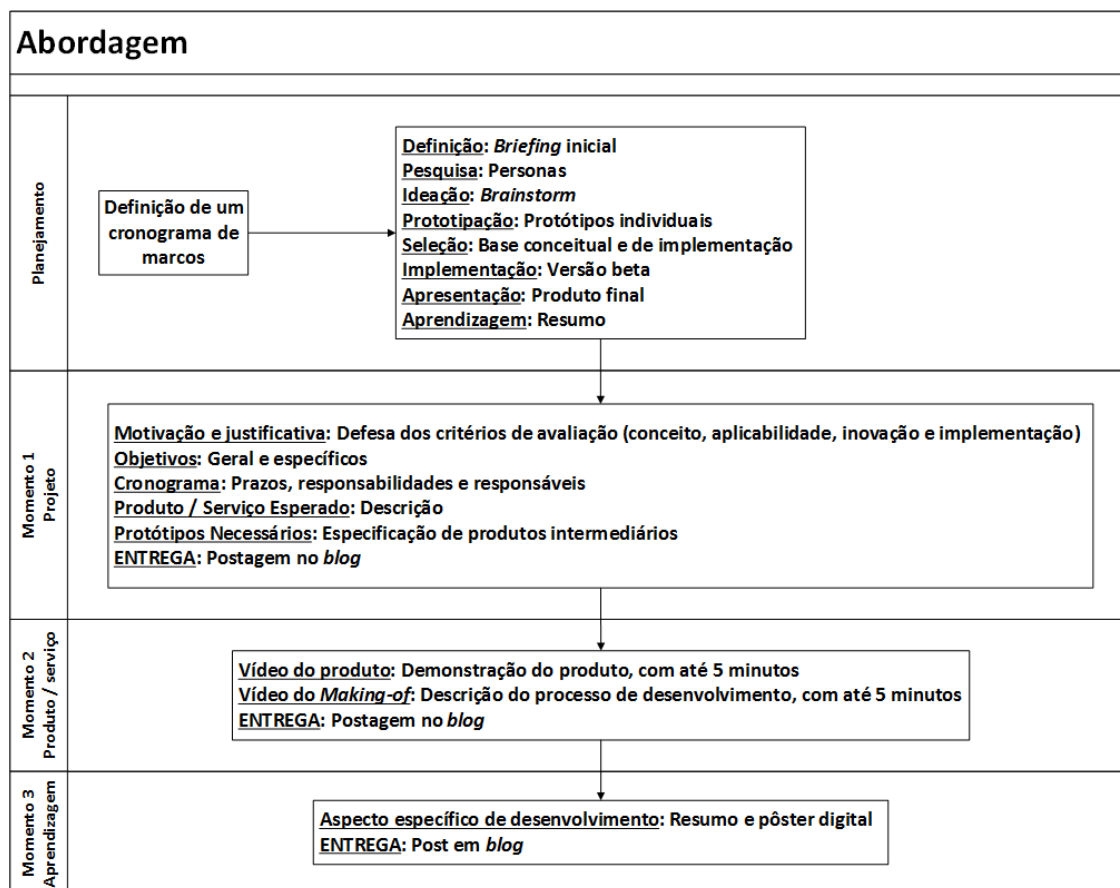 Abordagem
Planejamento
Definição de um
cronograma de
marcos
Definição: Briefing inicial
Pesquisa: Personas
Ideação: Brainstorm
Prototipação: Protótipos individuais
Seleção: Base conceitual e de implementação
Implementação: Versão beta
Apresentação: Produto final
Aprendizagem: Resumo
Momento 1
Projeto
Motivação e justificativa: Defesa dos critérios de avaliação (conceito, aplicabilidade, inovação e implementação)
Objetivos: Geral e específicos
Cronograma: Prazos, responsabilidades e responsáveis
Produto / Serviço Esperado: Descrição
Protótipos Necessários: Especificação de produtos intermediários
ENTREGA: Postagem no blog
Momento 2
Produto / serviço
Vídeo do produto: Demonstração do produto, com até 5 minutos
Vídeo do Making-of: Descrição do processo de desenvolvimento, com até 5 minutos
ENTREGA: Postagem no blog
Momento 3
Aprendizagem
Aspecto específico de desenvolvimento: Resumo e pôster digital
ENTREGA: Post em blog